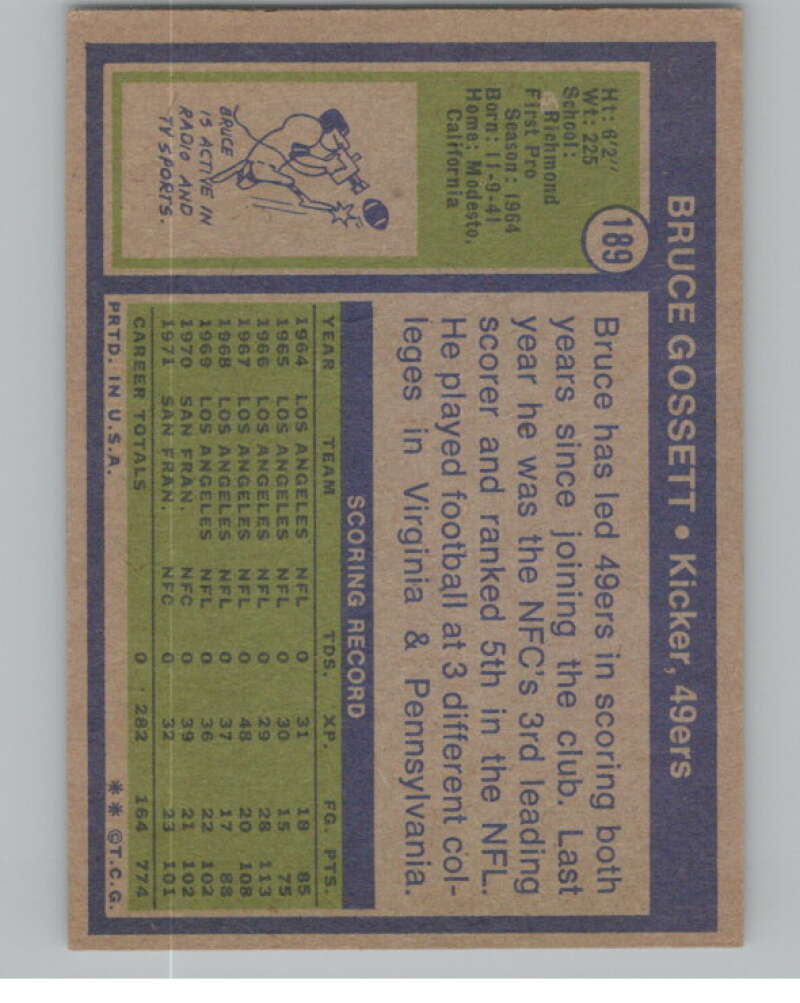 BRUCE GOSSETT • Kicker, 49ers
189
Ht: 6'2"
Wt: 225
School:
Richmond
First Pro
Season: 1964
Born: 11-9-41
Home: Modesto,
California
BRUCE
IS ACTIVE IN
RADIO AND
TV SPORTS.
Bruce has led 49ers in scoring both
years since joining the club. Last
year he was the NFC's 3rd leading
scorer and ranked 5th in the NFL.
He played football at 3 different col-
leges in Virginia & Pennsylvania.
SCORING RECORD
YEAR TEAM TDS. XP. FG. PTS.
1964 LOS ANGELES NFL 0 31 18 85
1965 LOS ANGELES NFL 0 30 15 75
1966 LOS ANGELES NFL 0 29 28 113
1967 LOS ANGELES NFL 0 48 20 108
1968 LOS ANGELES NFL 0 37 17 88
1969 LOS ANGELES NFL 0 36 22 102
1970 SAN FRAN. NFC 0 39 21 102
1971 SAN FRAN. NFC 0 32 23 101
CAREER TOTALS 0 282 164 774
PRTD. IN U.S.A. ** ©T.C.G.